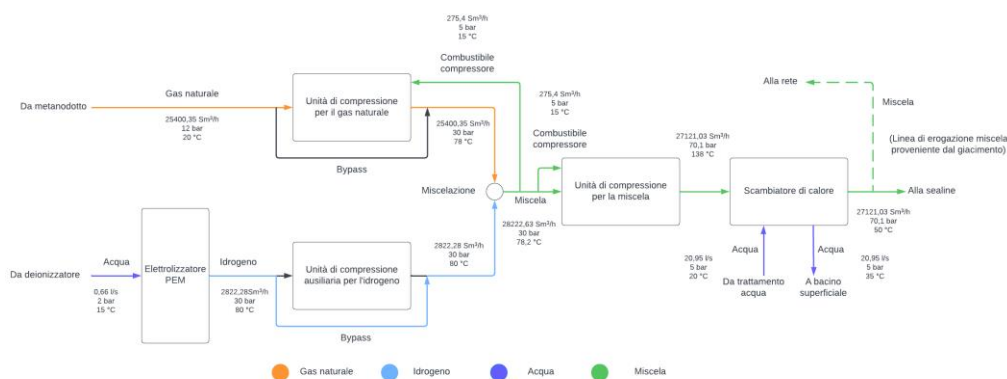 275,4 Sm³/h
5 bar
15 °C
Combustibile
compressore
Gas naturale
Da metanodotto
25400,35 Sm³/h
12 bar
20 °C
Unità di compressione
per il gas naturale
25400,35 Sm³/h
30 bar
78 °C
Bypass
275,4 Sm³/h
5 bar
15 °C
Combustibile
compressore
Alla rete
Miscela
(Linea di erogazione miscela
proveniente dal giacimento)
27121,03 Sm³/h
70,1 bar
138 °C
Miscelazione
Miscela
Unità di compressione
per la miscela
Scambiatore di calore
Alla sealine
28222,63 Sm³/h
30 bar
78,2 °C
27121,03 Sm³/h
70,1 bar
50 °C
2822,28 Sm³/h
30 bar
80 °C
Da deionizzatore
Acqua
0,66 l/s
2 bar
15 °C
Elettrolizzatore
PEM
Idrogeno
2822,28Sm³/h
30 bar
80 °C
Unità di compressione
ausiliaria per l'idrogeno
Bypass
Acqua
20,95 l/s
5 bar
20 °C
Da trattamento
acqua
Acqua
20,95 l/s
5 bar
35 °C
A bacino
superficiale
Gas naturale
Idrogeno
Acqua
Miscela